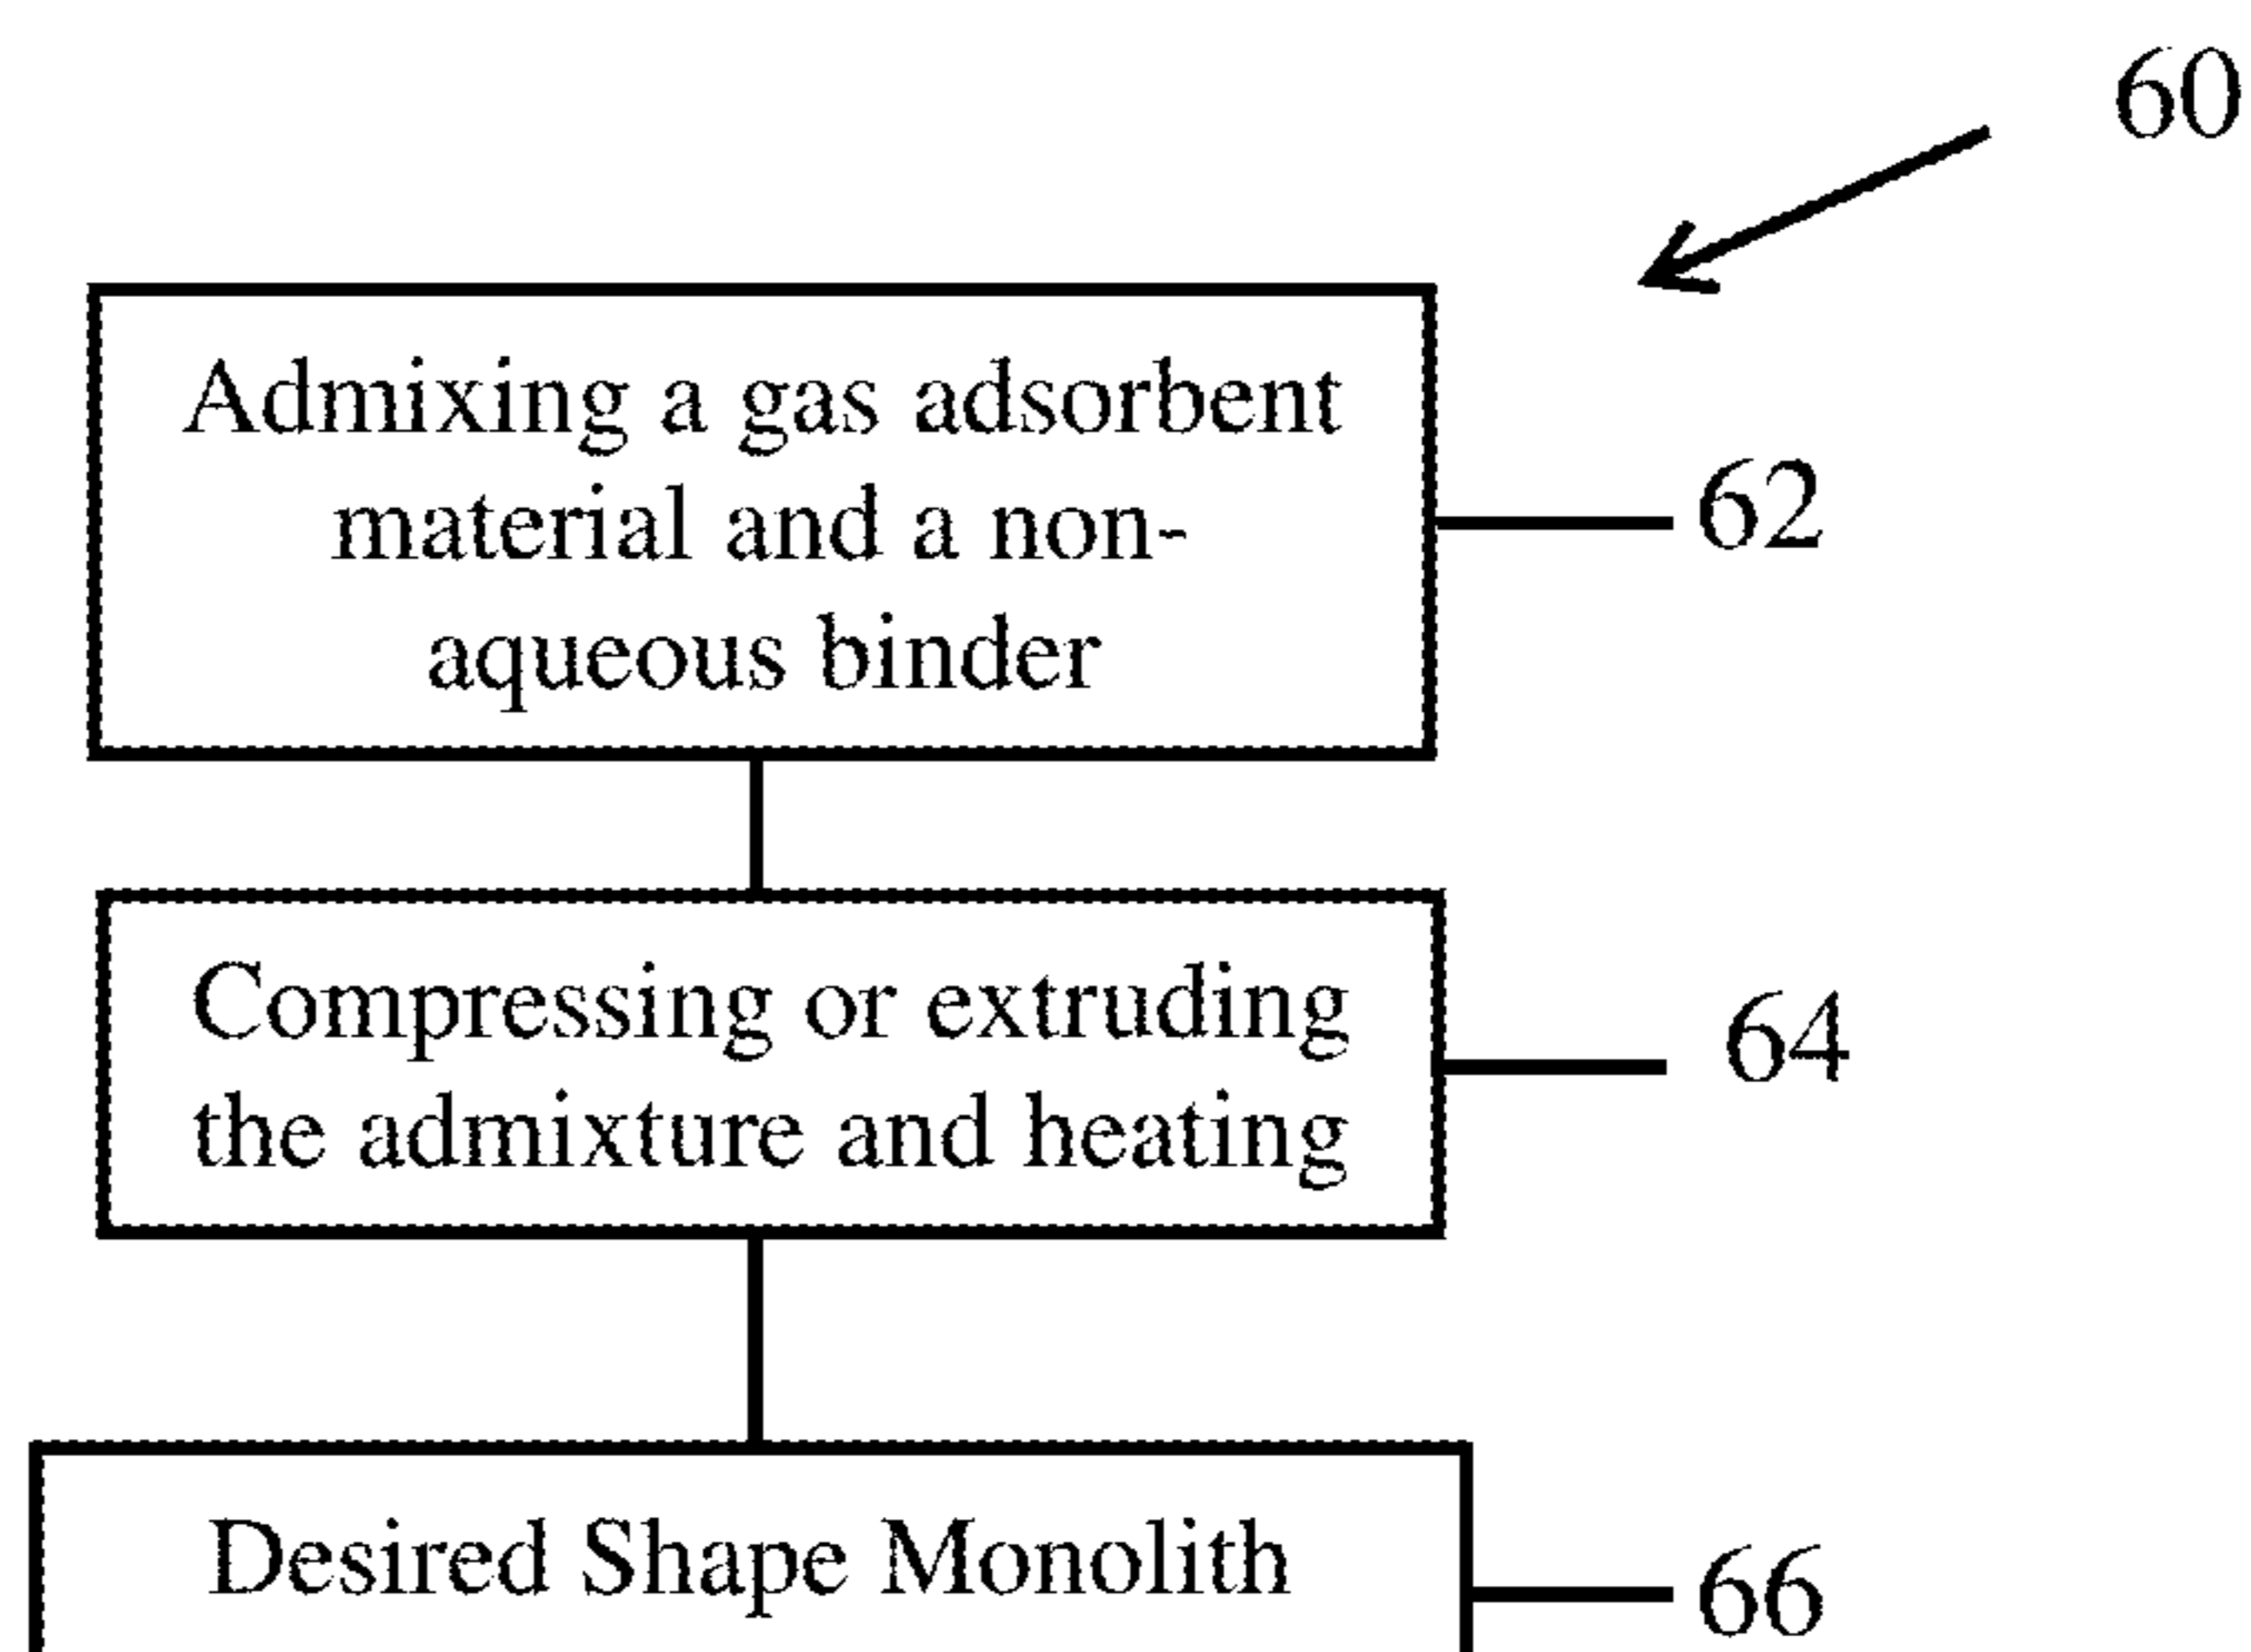 60
Admixing a gas adsorbent
material and a non-
aqueous binder
62
Compressing or extruding
the admixture and heating
64
Desired Shape Monolith
66